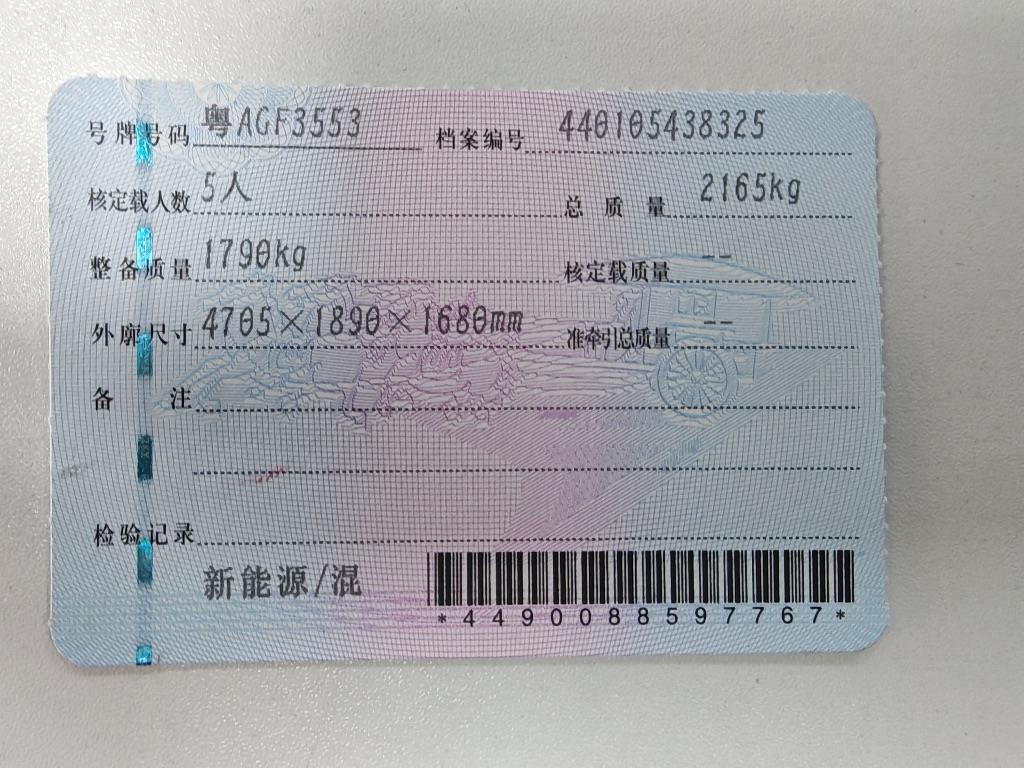 号牌号码 粤AGF3553 档案编号 440105438325
核定载人数 5人 总质量 2165kg
整备质量 1790kg 核定载质量 --
外廓尺寸 4705×1890×1680mm 准牵引总质量 --
备注
检验记录
新能源/混
*4490088597767*